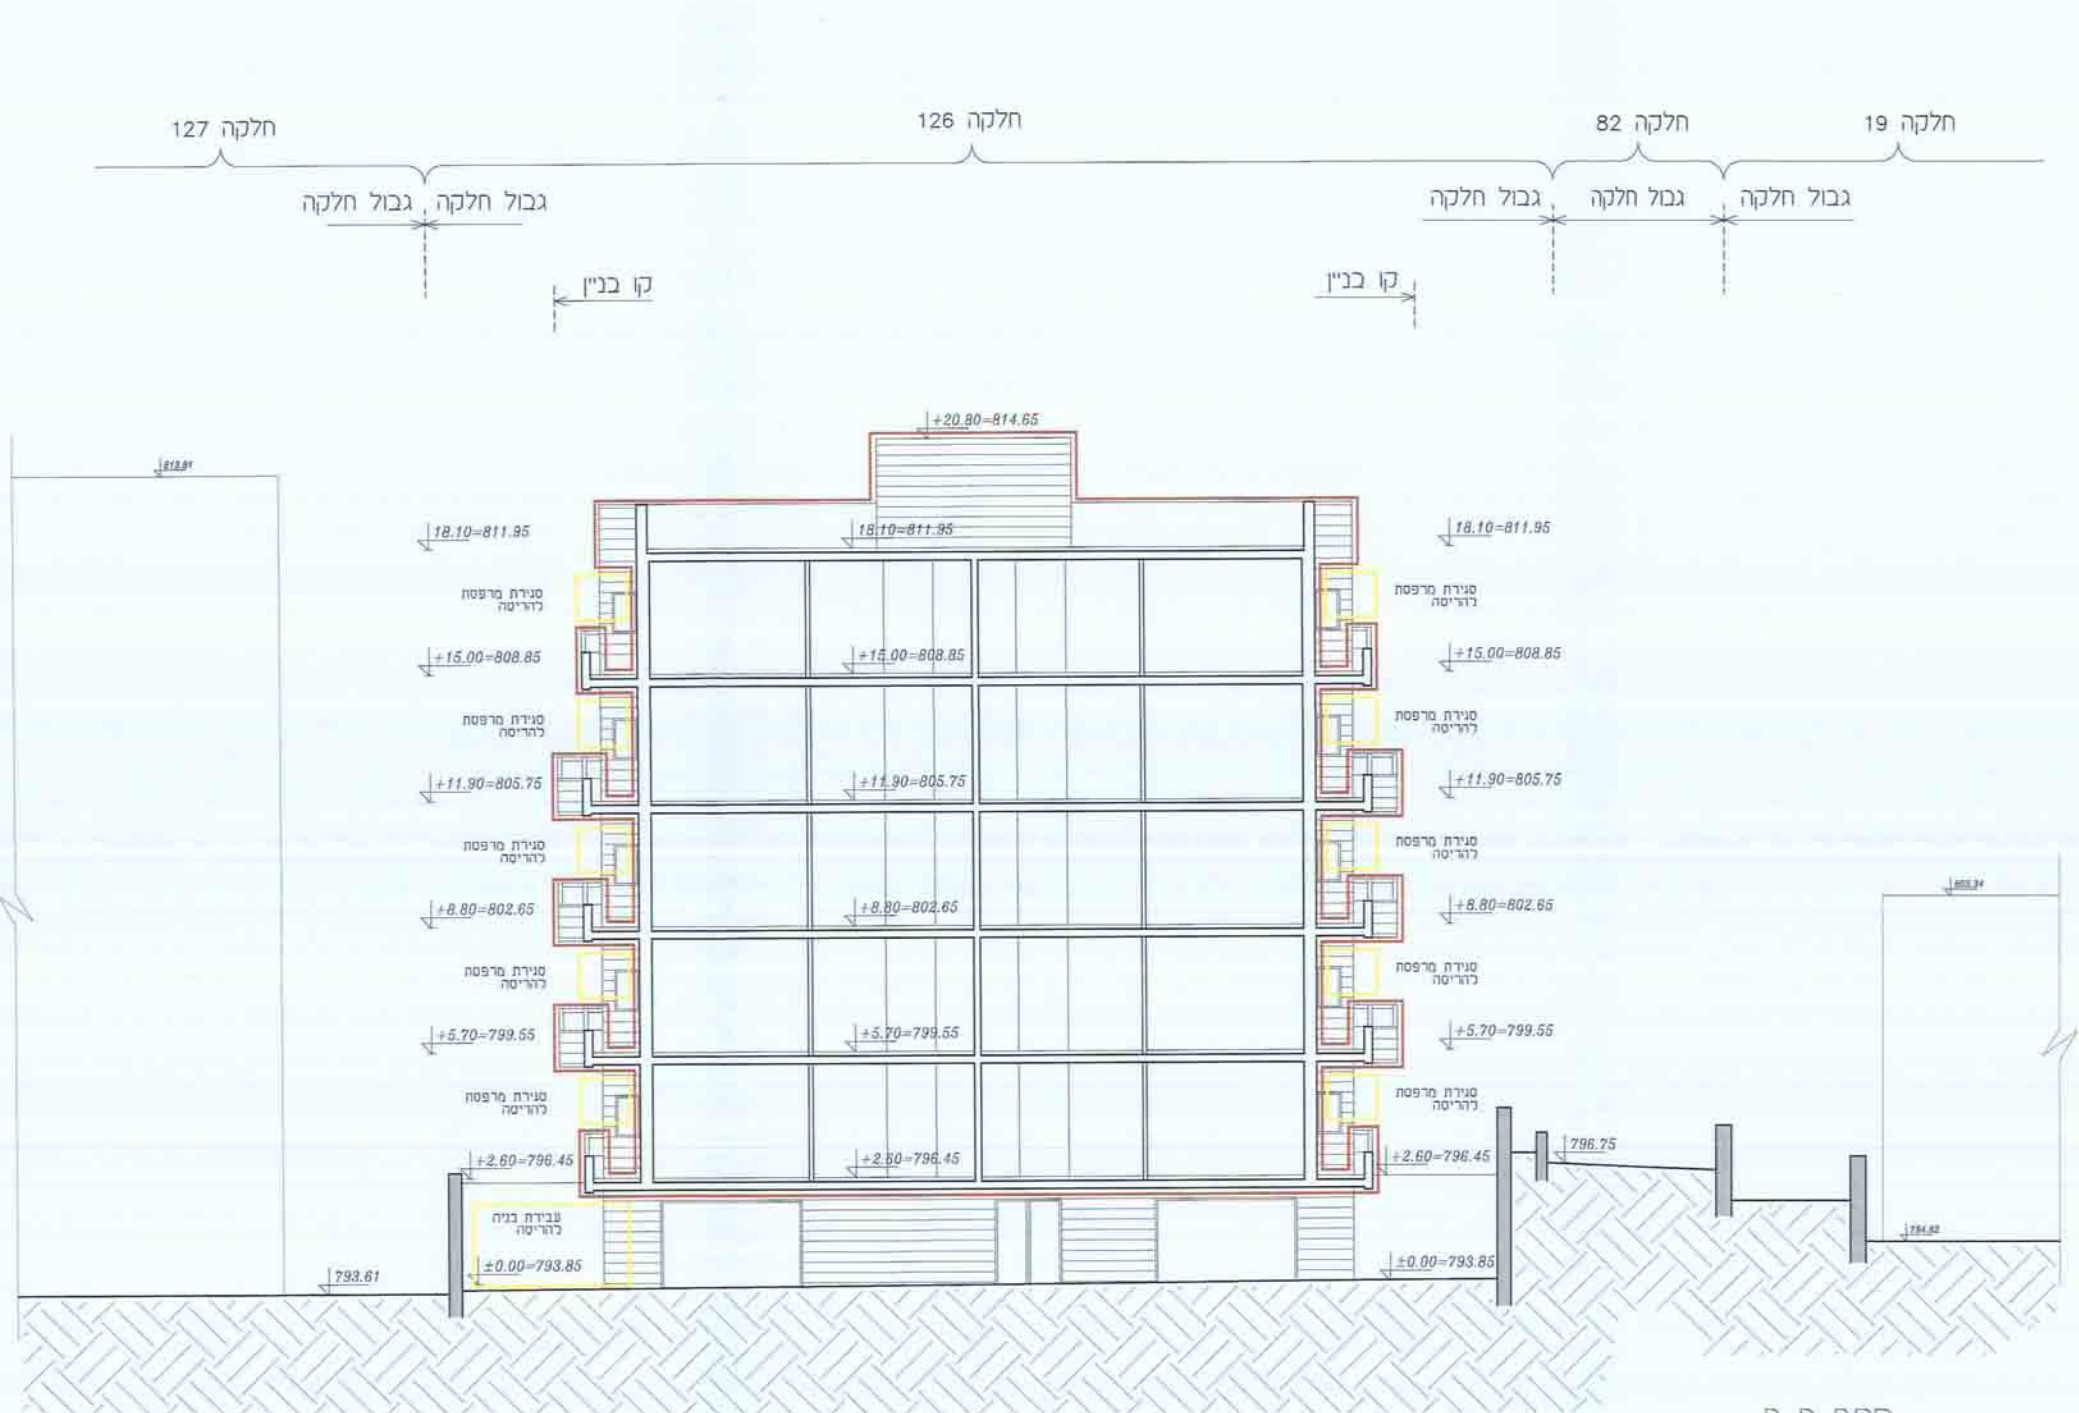 חלקה 127
חלקה 126
חלקה 82
חלקה 19
גבול חלקה
גבול חלקה
גבול חלקה
גבול חלקה
גבול חלקה
קו בניין
קו בניין
+20.80=814.65
18.10=811.95
18.10=811.95
18.10=811.95
סגירת מרפסת
להריסה
סגירת מרפסת
להריסה
+15.00=808.85
+15.00=808.85
+15.00=808.85
סגירת מרפסת
להריסה
סגירת מרפסת
להריסה
+11.90=805.75
+11.90=805.75
+11.90=805.75
סגירת מרפסת
להריסה
סגירת מרפסת
להריסה
+8.80=802.65
+8.80=802.65
+8.80=802.65
סגירת מרפסת
להריסה
סגירת מרפסת
להריסה
+5.70=799.55
+5.70=799.55
+5.70=799.55
סגירת מרפסת
להריסה
סגירת מרפסת
להריסה
+2.60=796.45
+2.60=796.45
+2.60=796.45
796.75
עבירת בניה
להריסה
±0.00=793.85
±0.00=793.85
793.61